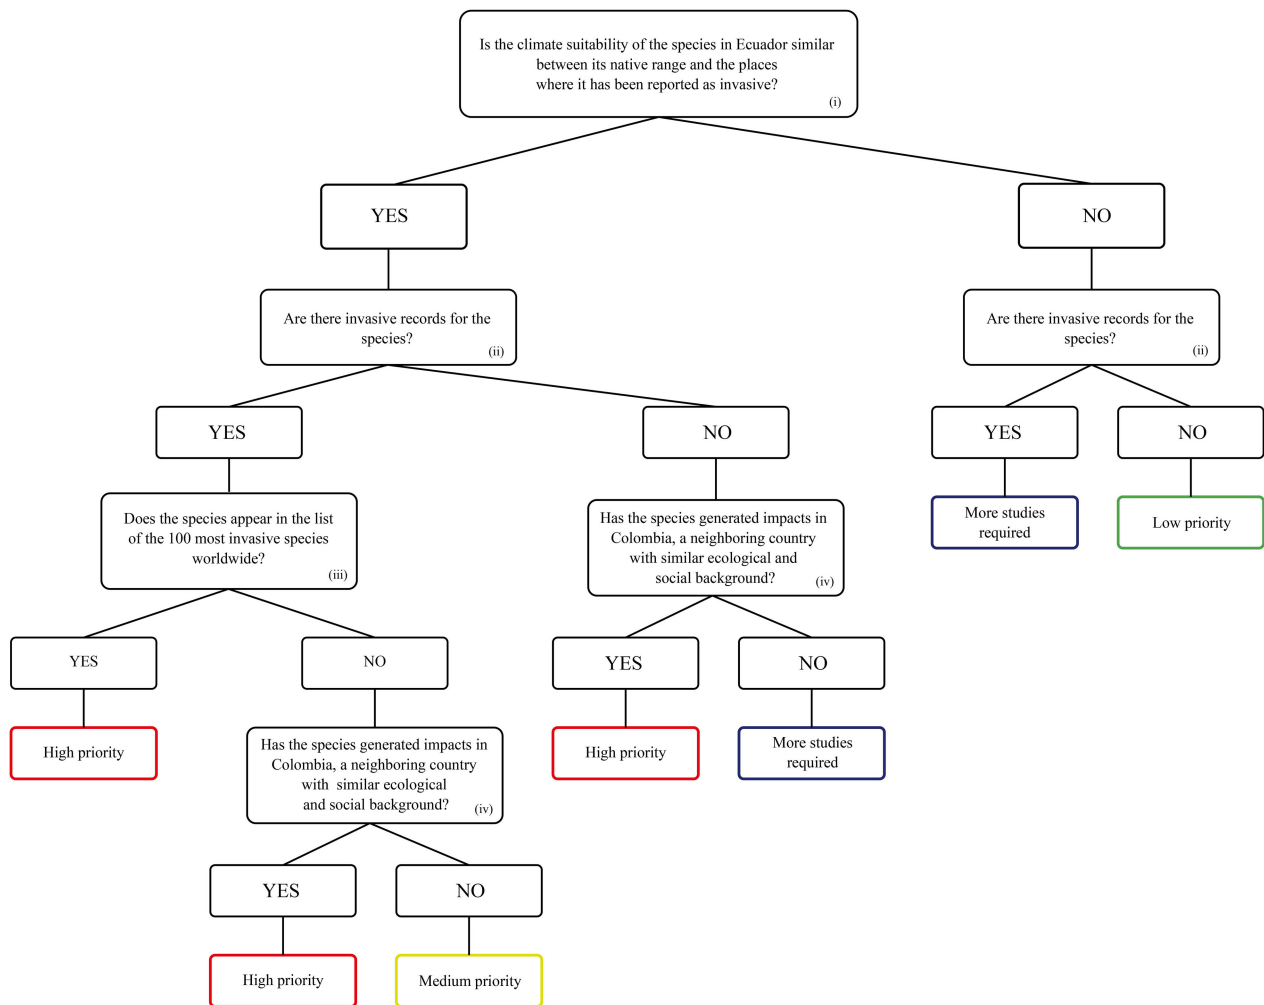 Is the climate suitability of the species in Ecuador similar
between its native range and the places
where it has been reported as invasive?
(i)
YES
NO
Are there invasive records for the
species?
(ii)
Are there invasive records for the
species?
(ii)
YES
NO
YES
NO
Does the species appear in the list
of the 100 most invasive species
worldwide?
(iii)
Has the species generated impacts in
Colombia, a neighboring country
with similar ecological and
social background?
(iv)
More studies
required
Low priority
YES
NO
YES
NO
High priority
Has the species generated impacts in
Colombia, a neighboring country
with similar ecological
and social background?
(iv)
High priority
More studies
required
YES
NO
High priority
Medium priority